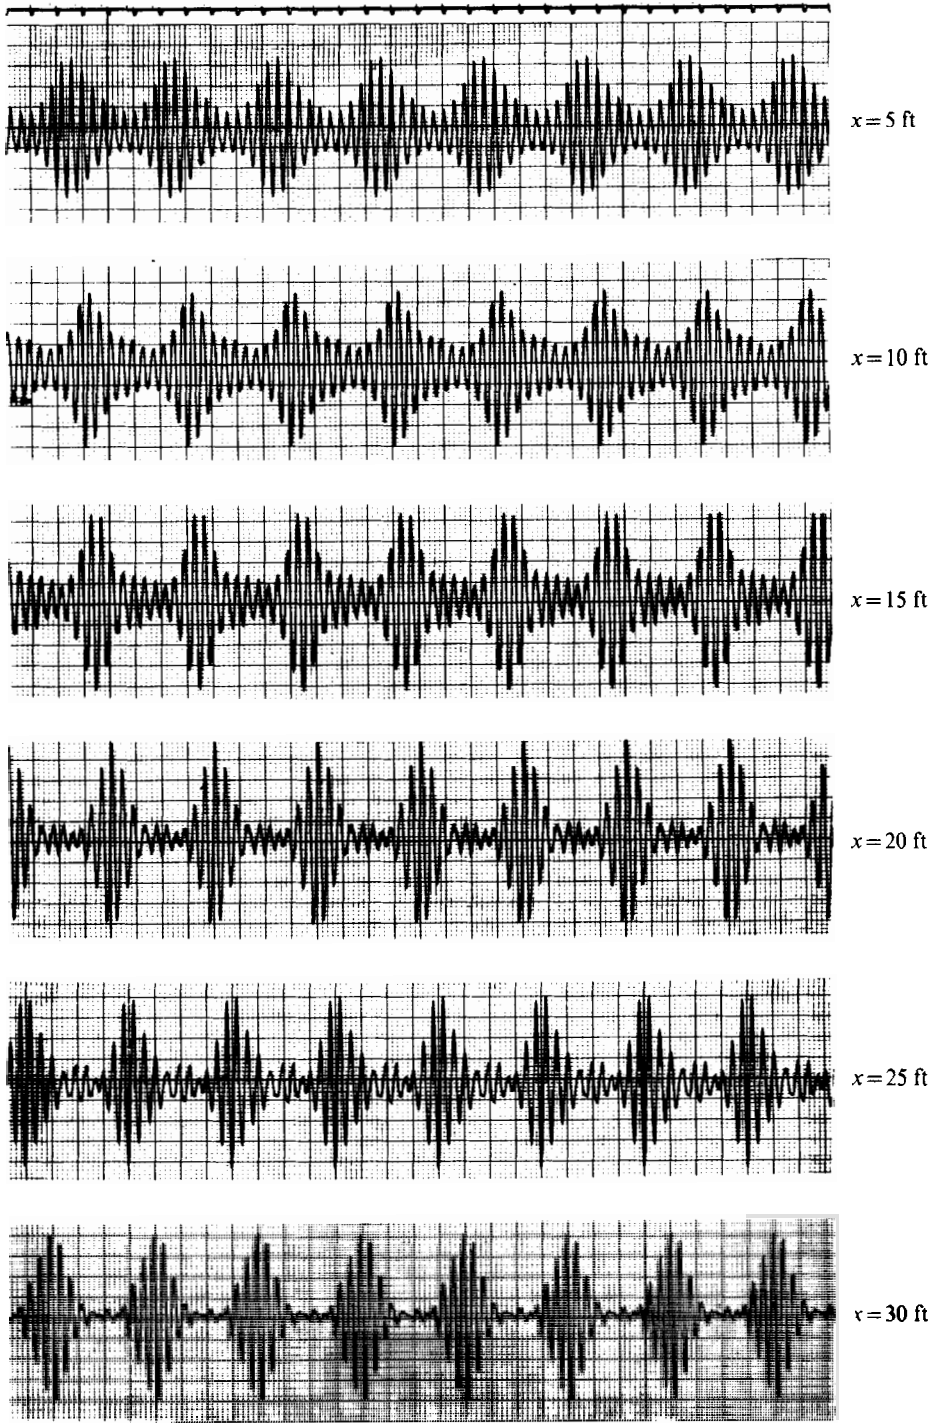 x = 5 ft
x = 10 ft
x = 15 ft
x = 20 ft
x = 25 ft
x = 30 ft